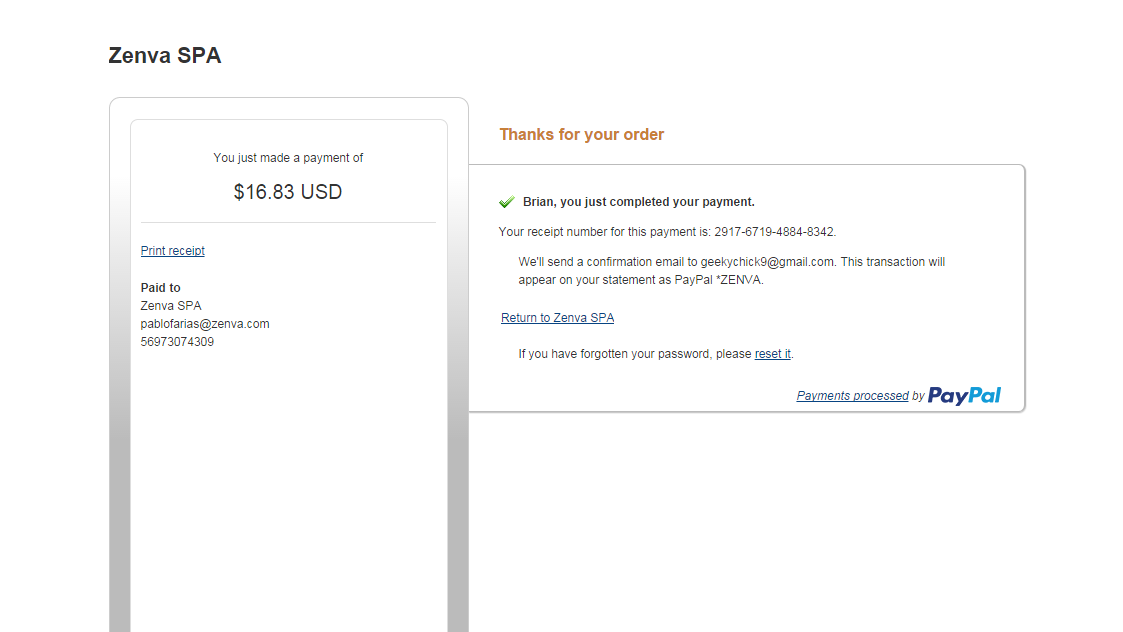 Zenva SPA
You just made a payment of
$16.83 USD
Print receipt
Paid to
Zenva SPA
pablofarias@zenva.com
56973074309
Thanks for your order
Brian, you just completed your payment.
Your receipt number for this payment is: 2917-6719-4884-8342.
We'll send a confirmation email to geekychick9@gmail.com. This transaction will
appear on your statement as PayPal *ZENVA.
Return to Zenva SPA
If you have forgotten your password, please reset it.
Payments processed by PayPal